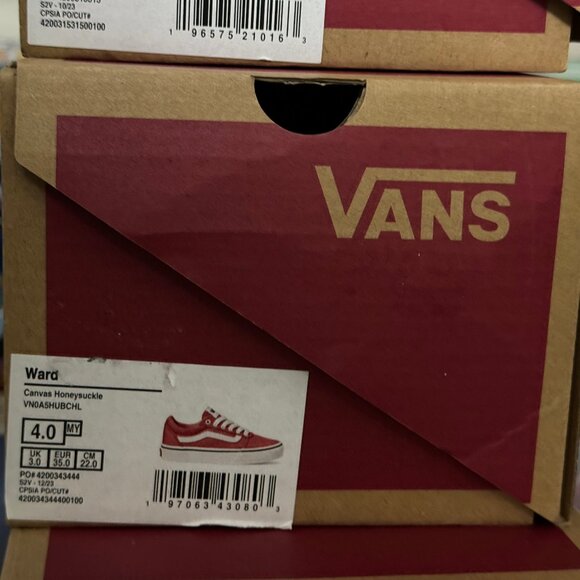 S2V - 10/23
CPSIA PO/CUT#
420031531500100
1 96575 21016 3
VANS
Ward
Canvas Honeysuckle
VN0A5HUBCHL
4.0 MY
UK EUR CM
3.0 35.0 22.0
PO# 4200343444
S2V - 12/23
CPSIA PO/CUT#
420034344400100
1 97063 43080 3